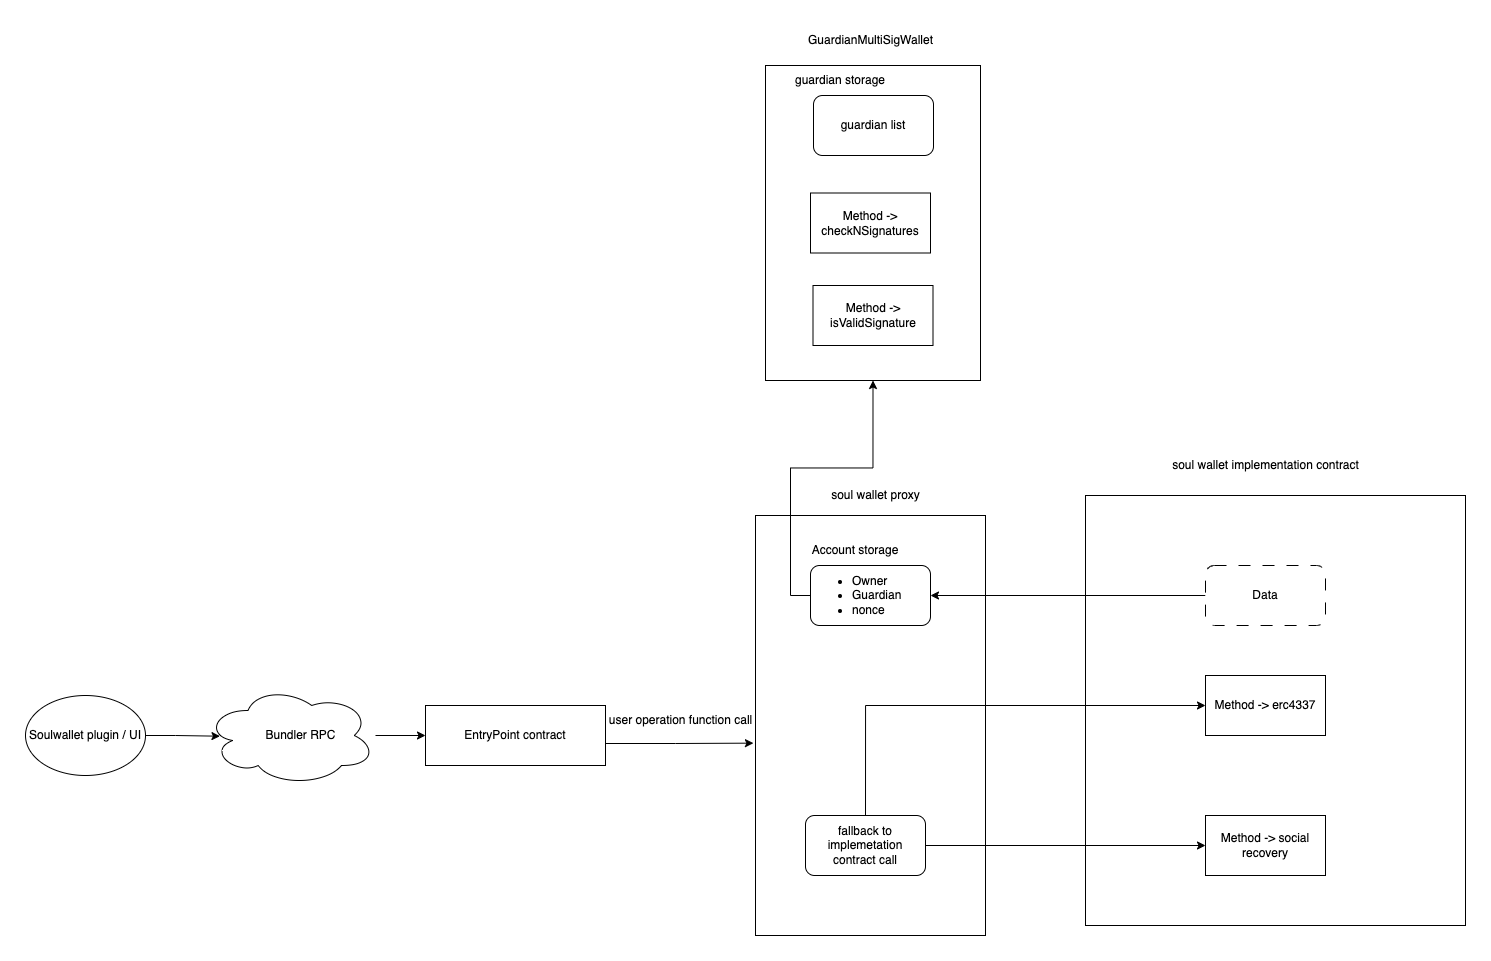 GuardianMultiSigWallet
guardian storage
guardian list
Method ->
checkNSignatures
Method ->
isValidSignature
soul wallet implementation contract
soul wallet proxy
Account storage
• Owner
• Guardian
• nonce
Data
Method -> erc4337
Soulwallet plugin / UI
Bundler RPC
EntryPoint contract
user operation function call
fallback to
implemetation
contract call
Method -> social
recovery